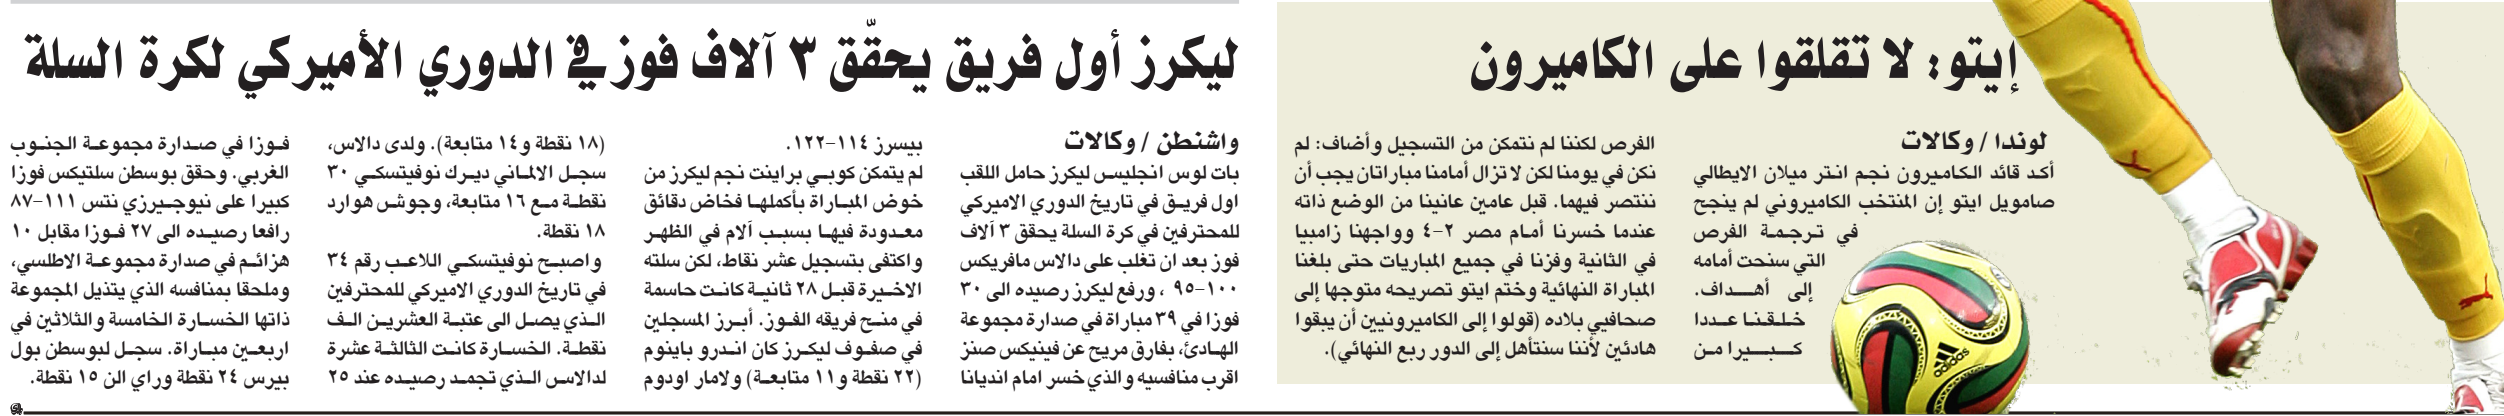 إيتو: لا تقلقوا على الكاميرون
لوندا / وكالات
أكد قائد الكاميرون نجم انتر ميلان الايطالي
صامويل ايتو إن المنتخب الكاميروني لم ينجح
في ترجمة الفرص
التي سنحت أمامه
إلى أهداف.
خلقنا عددا
كبيرا من
الفرص لكننا لم نتمكن من التسجيل وأضاف: لم
نكن في يومنا لكن لا تزال أمامنا مباراتان يجب أن
ننتصر فيهما. قبل عامين عانينا من الوضع ذاته
عندما خسرنا أمام مصر ٢-٤ وواجهنا زامبيا
في الثانية وفزنا في جميع المباريات حتى بلغنا
المباراة النهائية وختم ايتو تصريحه متوجها إلى
صحافيي بلاده (قولوا إلى الكاميرونيين أن يبقوا
هادئين لأننا سنتأهل إلى الدور ربع النهائي).
adidas
ليكرز أول فريق يحقّق ٣ آلاف فوز في الدوري الأميركي لكرة السلة
واشنطن / وكالات
بات لوس انجليس ليكرز حامل اللقب
اول فريق في تاريخ الدوري الاميركي
للمحترفين في كرة السلة يحقق ٣ آلاف
فوز بعد ان تغلب على دالاس مافريكس
١٠٠-٩٥ ، ورفع ليكرز رصيده الى ٣٠
فوزا في ٣٩ مباراة في صدارة مجموعة
الهادئ، بفارق مريح عن فينيكس صنز
اقرب منافسيه والذي خسر امام انديانا
بيسرز ١١٤-١٢٢.
لم يتمكن كوبي براينت نجم ليكرز من
خوض المباراة بأكملها فخاض دقائق
معدودة فيها بسبب آلام في الظهر
واكتفى بتسجيل عشر نقاط، لكن سلته
الاخيرة قبل ٢٨ ثانية كانت حاسمة
في منح فريقه الفوز. أبرز المسجلين
في صفوف ليكرز كان اندرو باينوم
(٢٢ نقطة و١١ متابعة) ولامار اودوم
(١٨ نقطة و١٤ متابعة). ولدى دالاس،
سجل الالماني ديرك نوفيتسكي ٣٠
نقطة مع ١٦ متابعة، وجوش هوارد
١٨ نقطة.
واصبح نوفيتسكي اللاعب رقم ٣٤
في تاريخ الدوري الاميركي للمحترفين
الذي يصل الى عتبة العشرين الف
نقطة. الخسارة كانت الثالثة عشرة
لدالاس الذي تجمد رصيده عند ٢٥
فوزا في صدارة مجموعة الجنوب
الغربي. وحقق بوسطن سلتيكس فوزا
كبيرا على نيوجيرزي نتس ١١١-٨٧
رافعا رصيده الى ٢٧ فوزا مقابل ١٠
هزائم في صدارة مجموعة الاطلسي،
وملحقا بمنافسه الذي يتذيل المجموعة
ذاتها الخسارة الخامسة والثلاثين في
اربعين مباراة. سجل لبوسطن بول
بيرس ٢٤ نقطة وراي الن ١٥ نقطة.